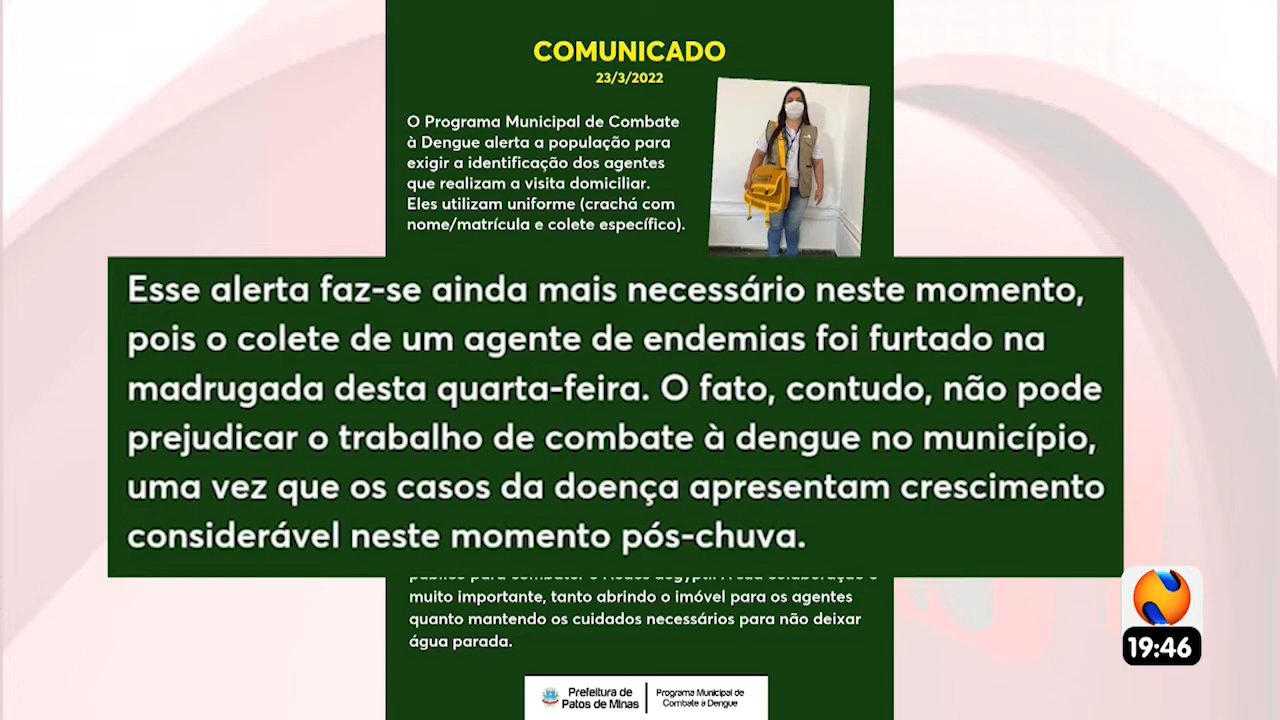 COMUNICADO
23/3/2022
O Programa Municipal de Combate
à Dengue alerta a população para
exigir a identificação dos agentes
que realizam a visita domiciliar.
Eles utilizam uniforme (crachá com
nome/matrícula e colete específico).
Esse alerta faz-se ainda mais necessário neste momento,
pois o colete de um agente de endemias foi furtado na
madrugada desta quarta-feira. O fato, contudo, não pode
prejudicar o trabalho de combate à dengue no município,
uma vez que os casos da doença apresentam crescimento
considerável neste momento pós-chuva.
muito importante, tanto abrindo o imóvel para os agentes
quanto mantendo os cuidados necessários para não deixar
água parada.
19:46
Prefeitura de
Patos de Minas
Programa Municipal de
Combate à Dengue